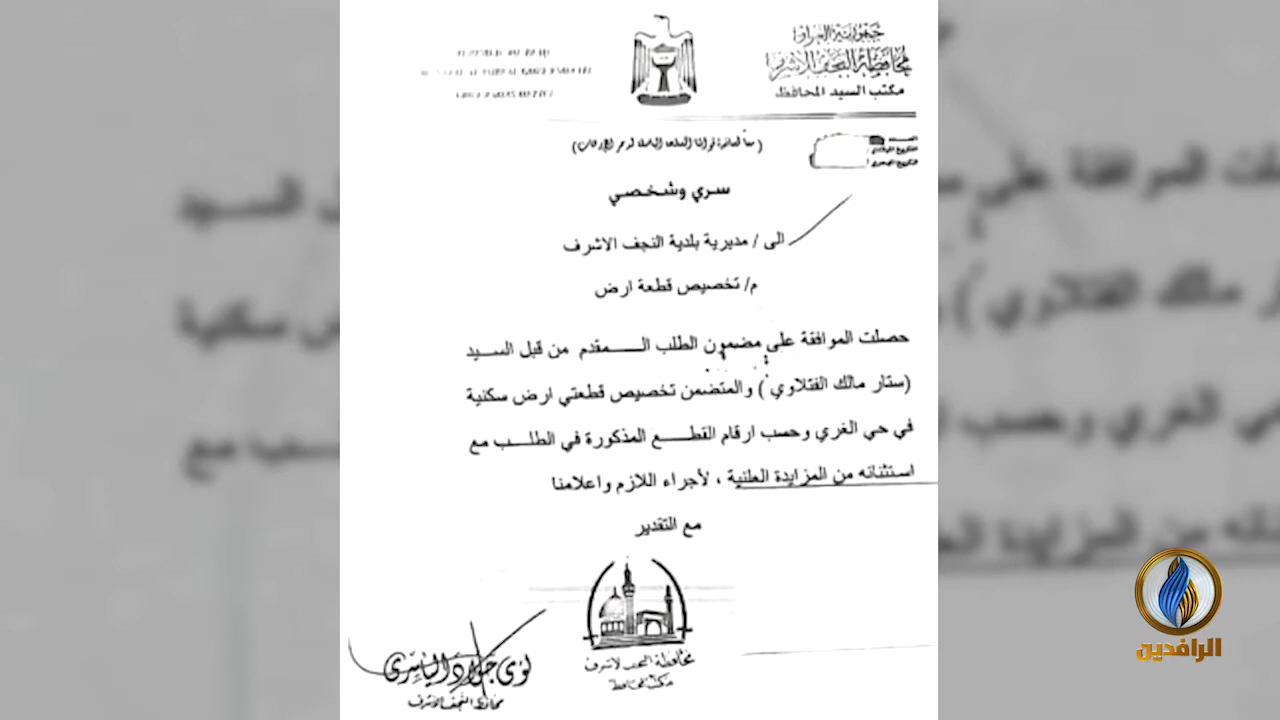 جمهورية العراق
محافظة النجف الاشرف
مكتب السيد المحافظ
العدد
سري وشخصي
الى / مديرية بلدية النجف الاشرف
م/ تخصيص قطعة ارض
حصلت الموافقة على مضمون الطلب المقدم من قبل السيد
(ستار مالك الفتلاوي ) والمتضمن تخصيص قطعتي ارض سكنية
في حي الغري وحسب ارقام القطع المذكورة في الطلب مع
استثنائه من المزايدة العلنية ، لأجراء اللازم واعلامنا
مع التقدير
محافظة النجف الاشرف
مكتب المحافظ
لؤي جواد الياسري
محافظ النجف الاشرف
الرافدين